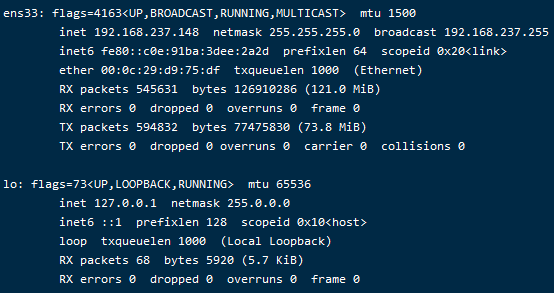 ens33: flags=4163<UP,BROADCAST,RUNNING,MULTICAST>  mtu 1500
        inet 192.168.237.148  netmask 255.255.255.0  broadcast 192.168.237.255
        inet6 fe80::c0e:91ba:3dee:2a2d  prefixlen 64  scopeid 0x20<link>
        ether 00:0c:29:d9:75:df  txqueuelen 1000  (Ethernet)
        RX packets 545631  bytes 126910286 (121.0 MiB)
        RX errors 0  dropped 0  overruns 0  frame 0
        TX packets 594832  bytes 77475830 (73.8 MiB)
        TX errors 0  dropped 0 overruns 0  carrier 0  collisions 0

lo: flags=73<UP,LOOPBACK,RUNNING>  mtu 65536
        inet 127.0.0.1  netmask 255.0.0.0
        inet6 ::1  prefixlen 128  scopeid 0x10<host>
        loop  txqueuelen 1000  (Local Loopback)
        RX packets 68  bytes 5920 (5.7 KiB)
        RX errors 0  dropped 0  overruns 0  frame 0